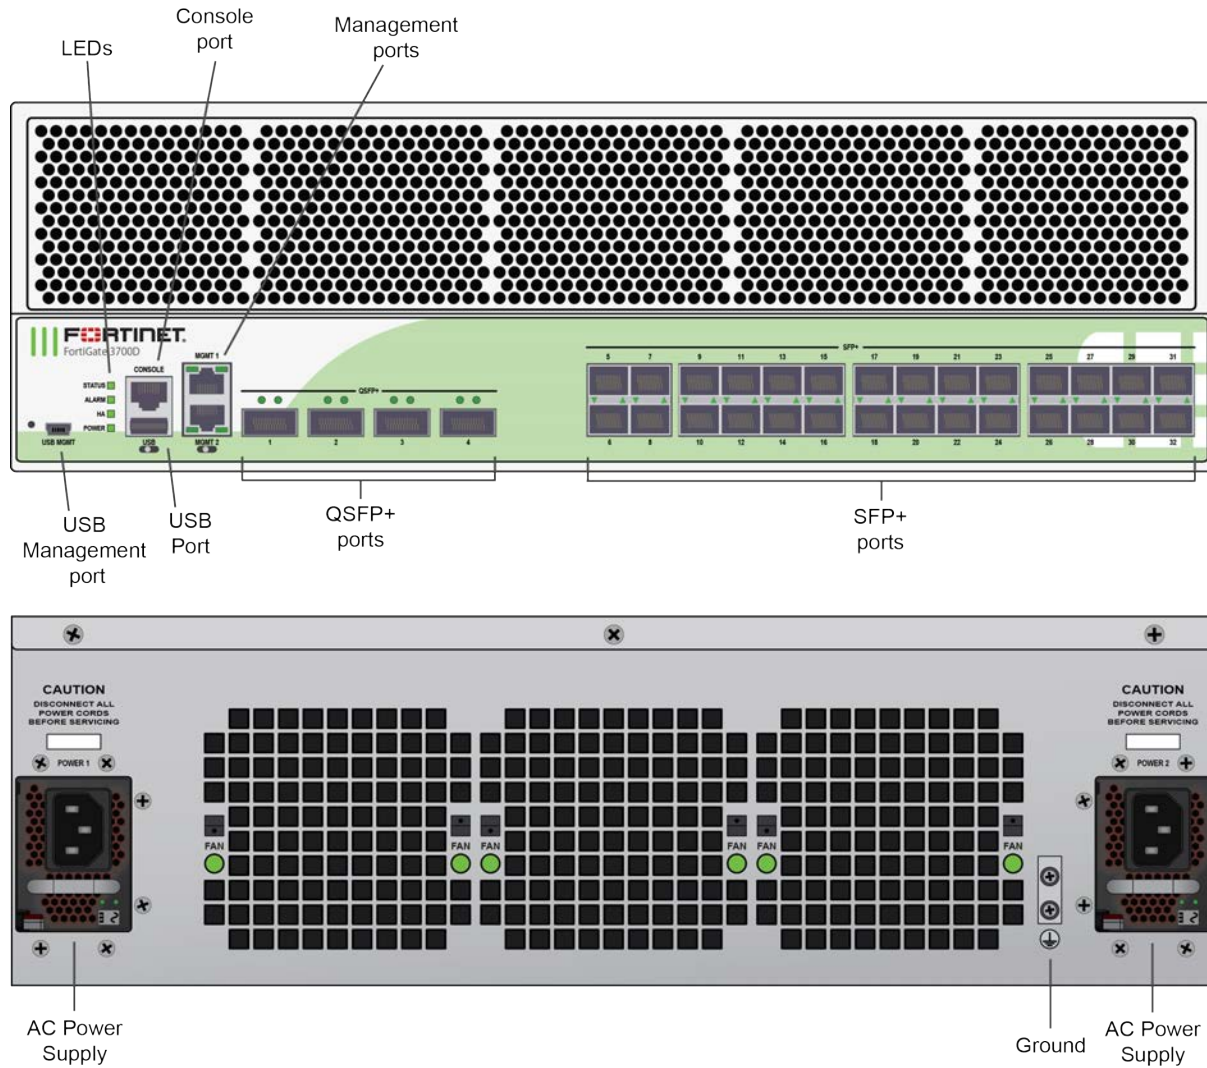 LEDs
Console
port
Management
ports
FORTINET
FortiGate 3700D
STATUS
ALARM
HA
POWER
USB MGMT
CONSOLE
USB
MGMT 1
MGMT 2
QSFP+
1 2 3 4
SFP+
5 7 9 11 13 15 17 19 21 23 25 27 29 31
6 8 10 12 14 16 18 20 22 24 26 28 30 32
USB
Management
port
USB
Port
QSFP+
ports
SFP+
ports
CAUTION
DISCONNECT ALL
POWER CORDS
BEFORE SERVICING
POWER 1
FAN FAN FAN FAN FAN FAN
CAUTION
DISCONNECT ALL
POWER CORDS
BEFORE SERVICING
POWER 2
AC Power
Supply
Ground
AC Power
Supply